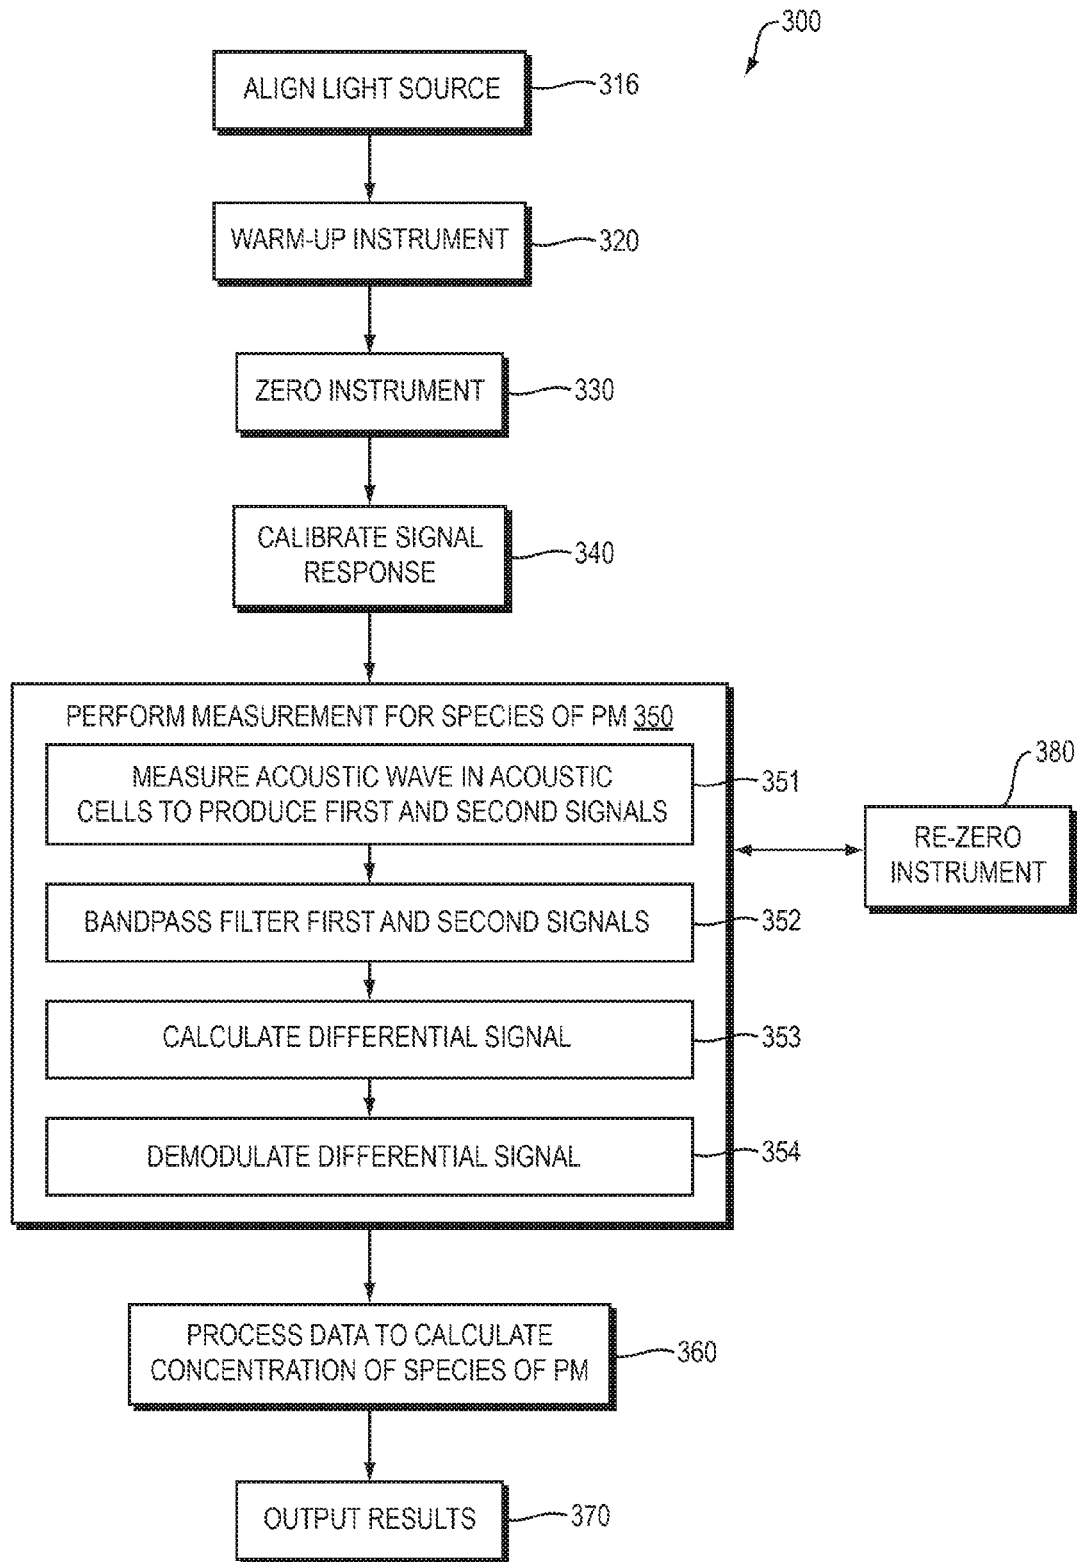 300
ALIGN LIGHT SOURCE
316
WARM-UP INSTRUMENT
320
ZERO INSTRUMENT
330
CALIBRATE SIGNAL
RESPONSE
340
PERFORM MEASUREMENT FOR SPECIES OF PM 350
MEASURE ACOUSTIC WAVE IN ACOUSTIC
CELLS TO PRODUCE FIRST AND SECOND SIGNALS
351
380
RE-ZERO
INSTRUMENT
BANDPASS FILTER FIRST AND SECOND SIGNALS
352
CALCULATE DIFFERENTIAL SIGNAL
353
DEMODULATE DIFFERENTIAL SIGNAL
354
PROCESS DATA TO CALCULATE
CONCENTRATION OF SPECIES OF PM
360
OUTPUT RESULTS
370